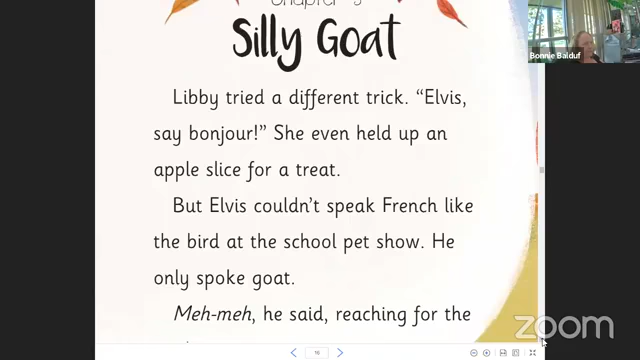 Silly Goat
Libby tried a different trick. “Elvis,
say bonjour!” She even held up an
apple slice for a treat.
But Elvis couldn’t speak French like
the bird at the school pet show. He
only spoke goat.
Meh-meh, he said, reaching for the
Bonnie Balduf
zoom
16